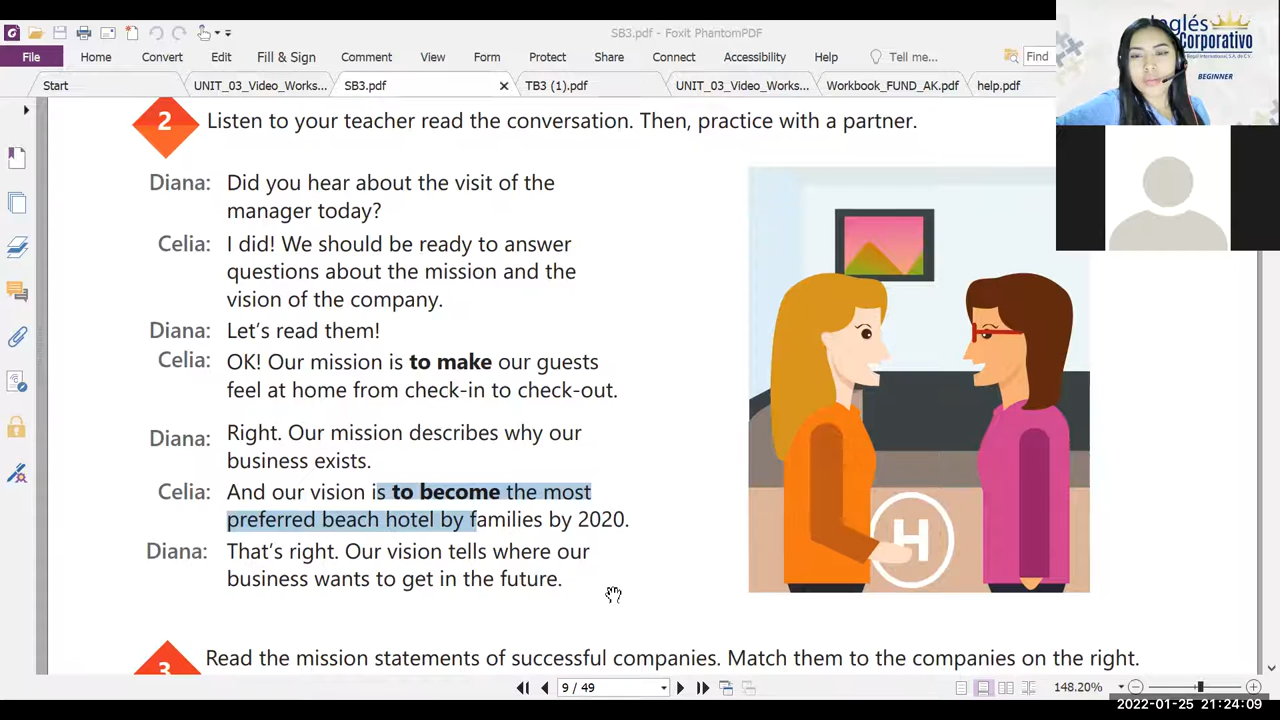 SB3.pdf - Foxit PhantomPDF
File Home Convert Edit Fill & Sign Comment View Form Protect Share Connect Accessibility Help Tell me... Find
Start UNIT_03_Video_Works... SB3.pdf TB3 (1).pdf UNIT_03_Video_Works... Workbook_FUND_AK.pdf help.pdf
Inglés
Corporativo
BEGINNER
2 Listen to your teacher read the conversation. Then, practice with a partner.
Diana: Did you hear about the visit of the
manager today?
Celia: I did! We should be ready to answer
questions about the mission and the
vision of the company.
Diana: Let's read them!
Celia: OK! Our mission is to make our guests
feel at home from check-in to check-out.
Diana: Right. Our mission describes why our
business exists.
Celia: And our vision is to become the most
preferred beach hotel by families by 2020.
Diana: That's right. Our vision tells where our
business wants to get in the future.
H
3 Read the mission statements of successful companies. Match them to the companies on the right.
9 / 49
148.20%
2022-01-25 21:24:09